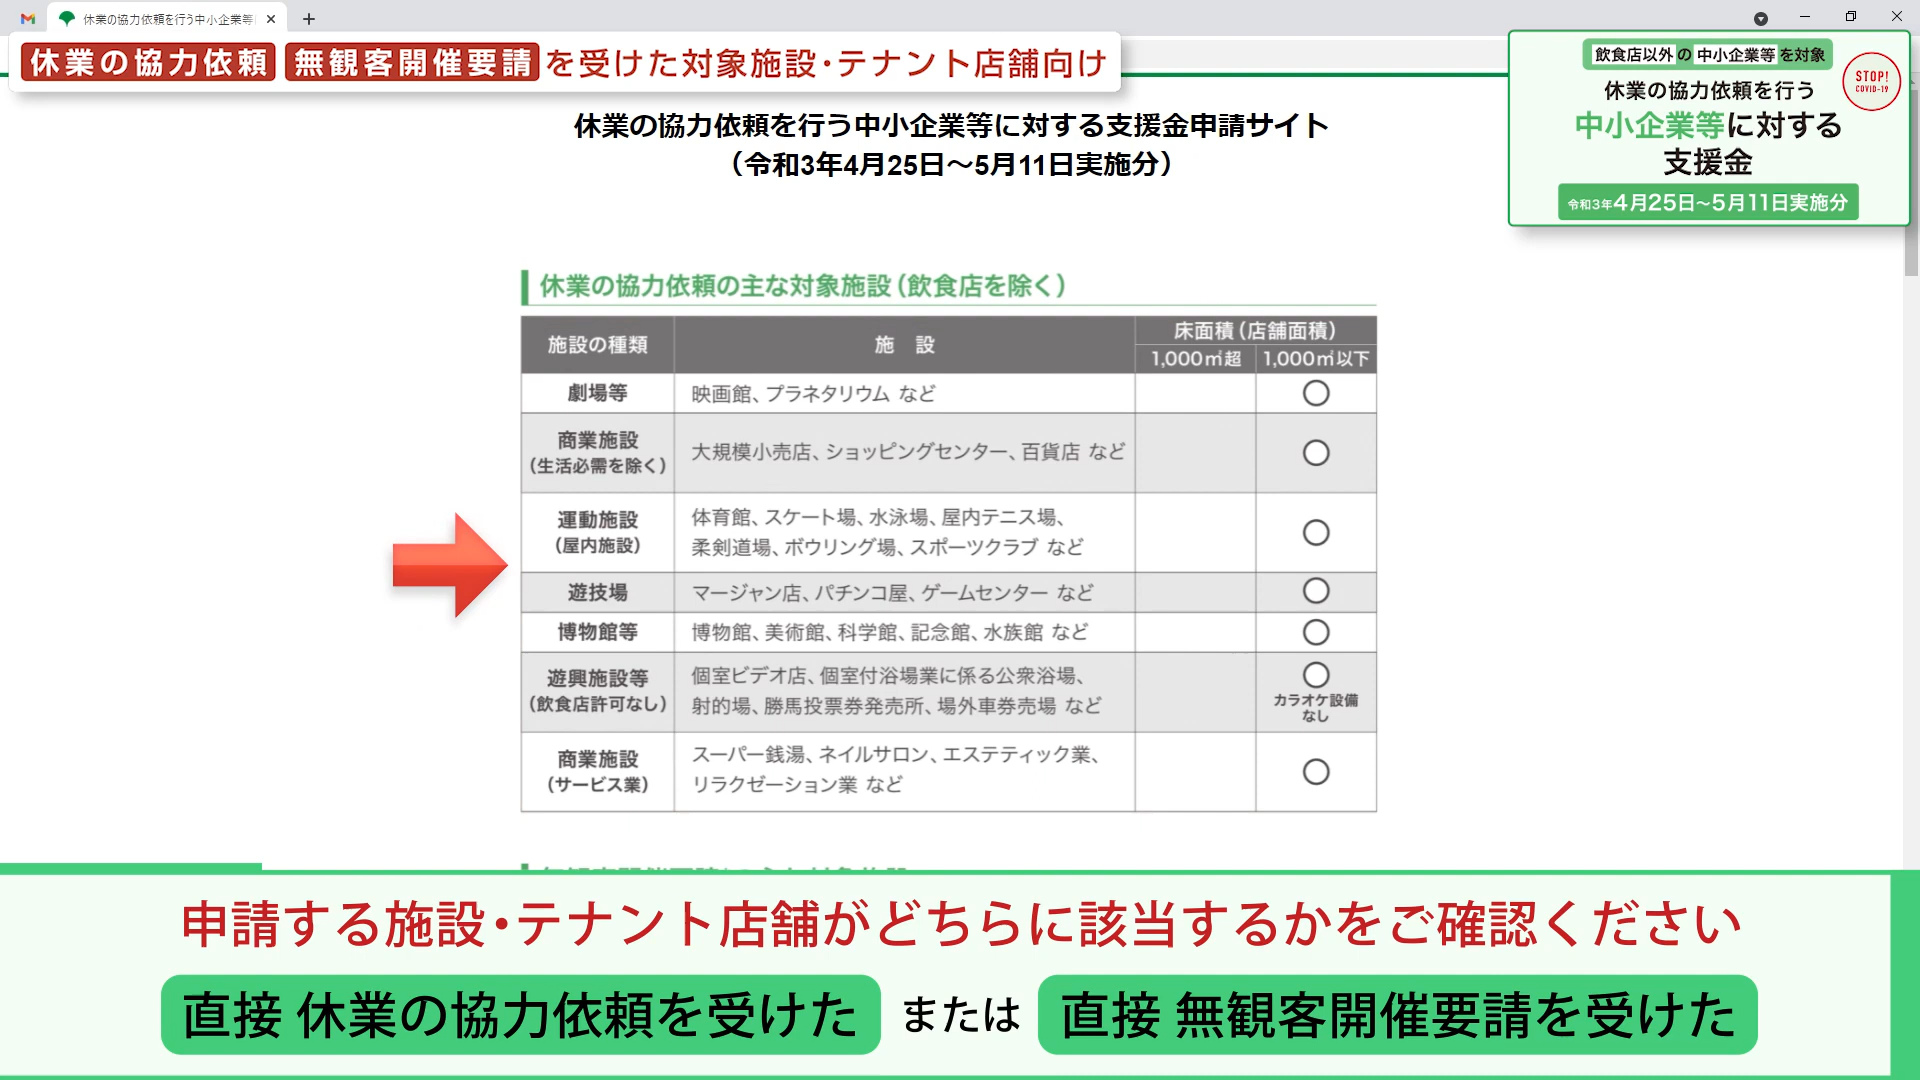 休業の協力依頼を行う中小企業等
休業の協力依頼 無観客開催要請 を受けた対象施設・テナント店舗向け
飲食店以外の中小企業等を対象
STOP!
COVID-19
休業の協力依頼を行う
中小企業等に対する
支援金
令和3年4月25日～5月11日実施分
休業の協力依頼を行う中小企業等に対する支援金申請サイト
（令和3年4月25日～5月11日実施分）
休業の協力依頼の主な対象施設（飲食店を除く）
施設の種類 施 設 床面積（店舗面積）
1,000㎡超 1,000㎡以下
劇場等 映画館、プラネタリウム など ○
商業施設
（生活必需を除く） 大規模小売店、ショッピングセンター、百貨店 など ○
運動施設
（屋内施設） 体育館、スケート場、水泳場、屋内テニス場、
柔剣道場、ボウリング場、スポーツクラブ など ○
遊技場 マージャン店、パチンコ屋、ゲームセンター など ○
博物館等 博物館、美術館、科学館、記念館、水族館 など ○
遊興施設等
（飲食店許可なし） 個室ビデオ店、個室付浴場業に係る公衆浴場、
射的場、勝馬投票券発売所、場外車券売場 など ○
カラオケ設備
なし
商業施設
（サービス業） スーパー銭湯、ネイルサロン、エステティック業、
リラクゼーション業 など ○
申請する施設・テナント店舗がどちらに該当するかをご確認ください
直接 休業の協力依頼を受けた または 直接 無観客開催要請を受けた